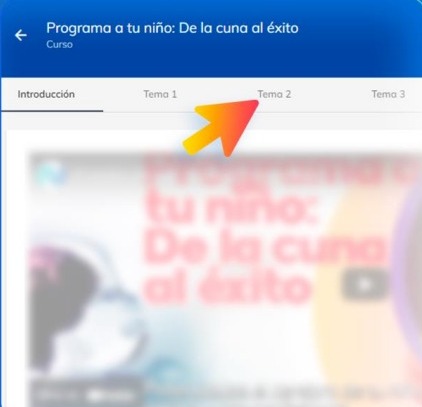 Programa a tu niño: De la cuna al éxito
Curso
Introducción Tema 1 Tema 2 Tema 3
Programa a
tu niño:
De la cuna
al éxito